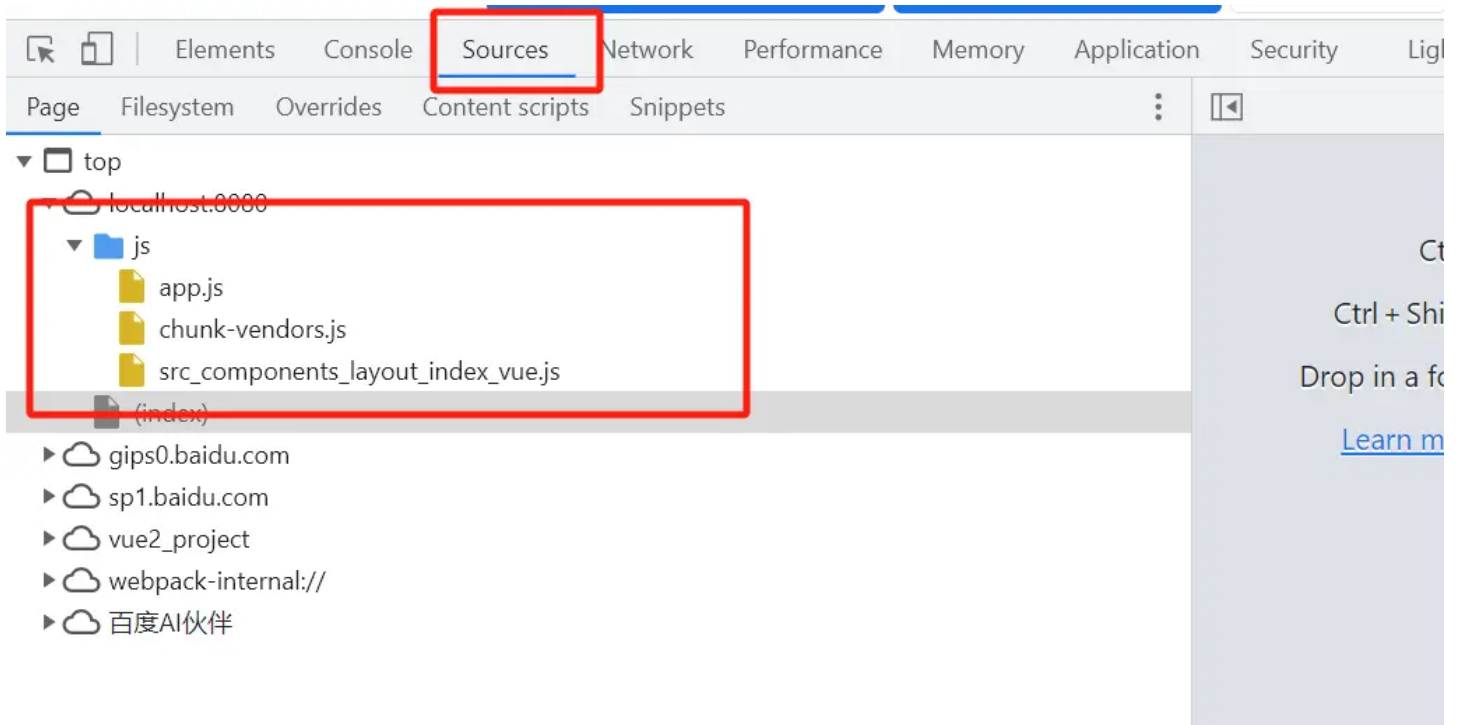 Elements Console Sources Network Performance Memory Application Security
Page Filesystem Overrides Content scripts Snippets
top
localhost:8080
js
Ct
app.js
Ctrl + Shi
chunk-vendors.js
src_components_layout_index_vue.js
Drop in a fo
(index)
Learn m
gips0.baidu.com
sp1.baidu.com
vue2_project
webpack-internal://
百度AI伙伴